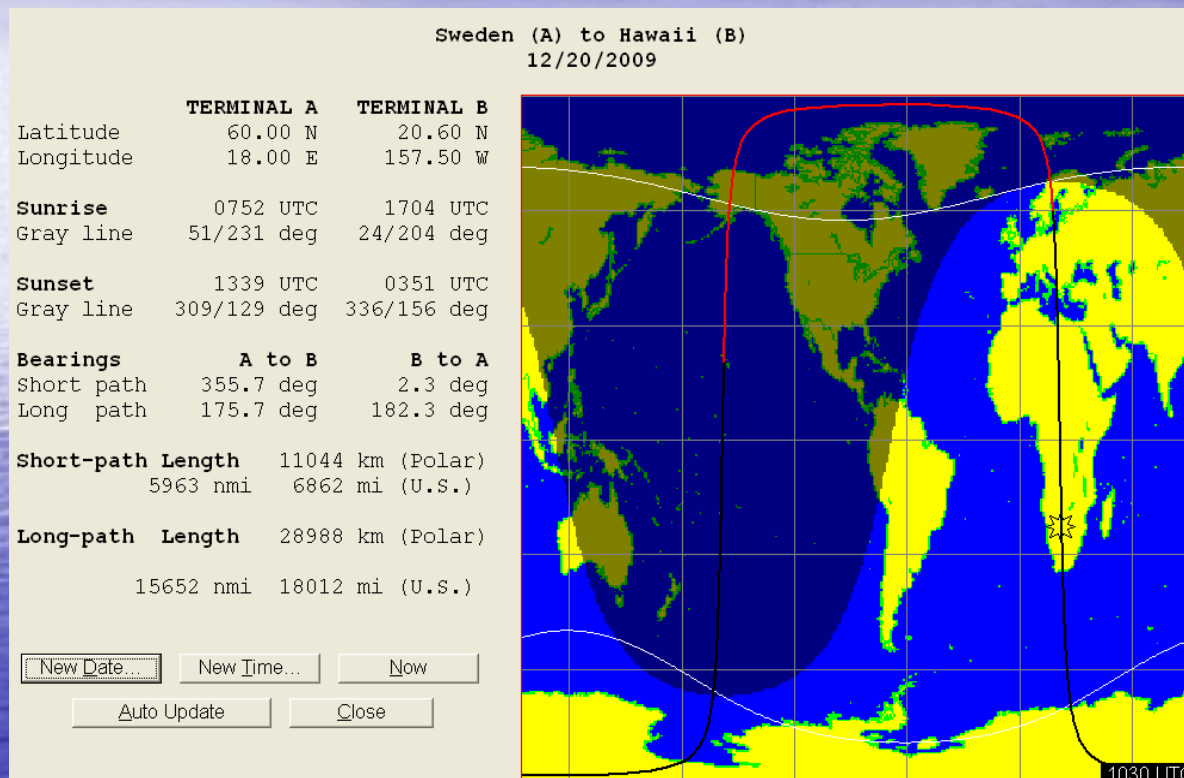 Sweden (A) to Hawaii (B)
12/20/2009
TERMINAL A TERMINAL B
Latitude 60.00 N 20.60 N
Longitude 18.00 E 157.50 W
Sunrise 0752 UTC 1704 UTC
Gray line 51/231 deg 24/204 deg
Sunset 1339 UTC 0351 UTC
Gray line 309/129 deg 336/156 deg
Bearings A to B B to A
Short path 355.7 deg 2.3 deg
Long path 175.7 deg 182.3 deg
Short-path Length 11044 km (Polar)
5963 nmi 6862 mi (U.S.)
Long-path Length 28988 km (Polar)
15652 nmi 18012 mi (U.S.)
New Date... New Time... Now
Auto Update Close
1030 UTC